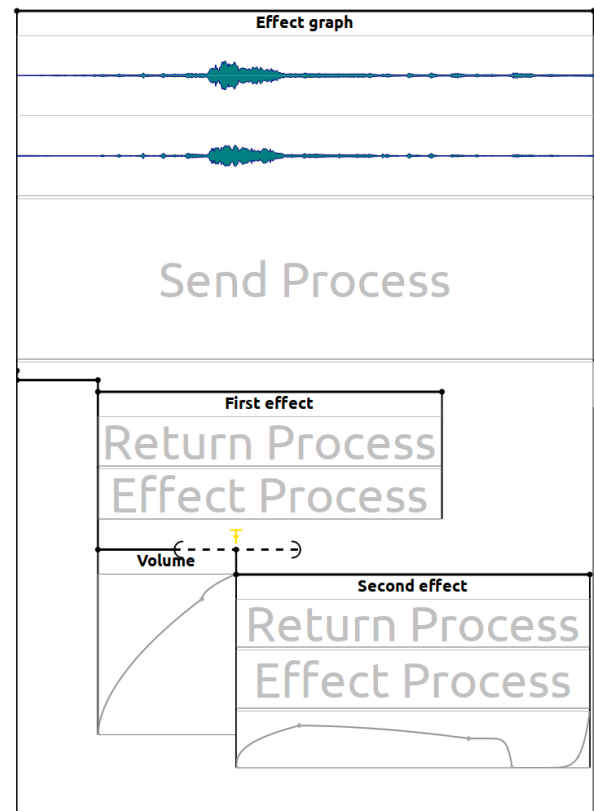 Effect graph
Send Process
First effect
Return Process
Effect Process
Volume
Second effect
Return Process
Effect Process